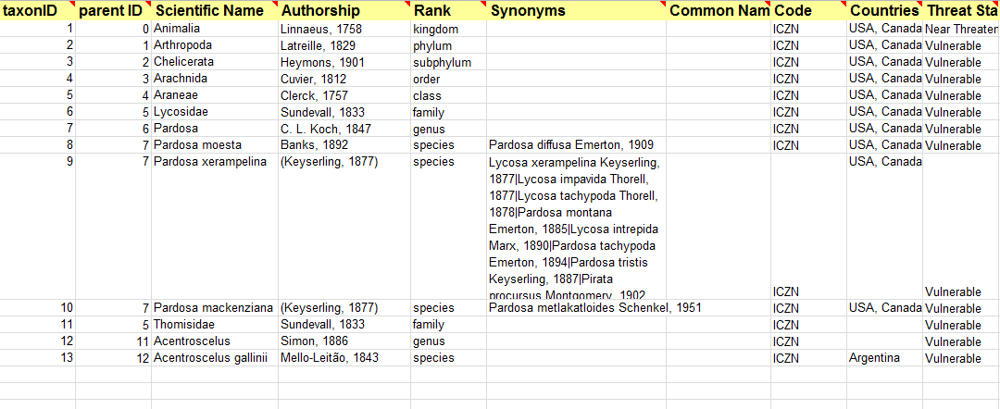 taxonID parent ID Scientific Name Authorship Rank Synonyms Common Nam Code Countries Threat Sta
1 0 Animalia Linnaeus, 1758 kingdom ICZN USA, Canada Near Threaten
2 1 Arthropoda Latreille, 1829 phylum ICZN USA, Canada Vulnerable
3 2 Chelicerata Heymons, 1901 subphylum ICZN USA, Canada Vulnerable
4 3 Arachnida Cuvier, 1812 order ICZN USA, Canada Vulnerable
5 4 Araneae Clerck, 1757 class ICZN USA, Canada Vulnerable
6 5 Lycosidae Sundevall, 1833 family ICZN USA, Canada Vulnerable
7 6 Pardosa C. L. Koch, 1847 genus ICZN USA, Canada Vulnerable
8 7 Pardosa moesta Banks, 1892 species Pardosa diffusa Emerton, 1909 ICZN USA, Canada Vulnerable
9 7 Pardosa xerampelina (Keyserling, 1877) species Lycosa xerampelina Keyserling, USA, Canada
1877|Lycosa impavida Thorell,
1877|Lycosa tachypoda Thorell,
1878|Pardosa montana
Emerton, 1885|Lycosa intrepida
Marx, 1890|Pardosa tachypoda
Emerton, 1894|Pardosa tristis
Keyserling, 1887|Pirata
procursus Montgomery, 1902 ICZN Vulnerable
10 7 Pardosa mackenziana (Keyserling, 1877) species Pardosa metlakatloides Schenkel, 1951 ICZN USA, Canada Vulnerable
11 5 Thomisidae Sundevall, 1833 family ICZN Vulnerable
12 11 Acentroscelus Simon, 1886 genus ICZN Vulnerable
13 12 Acentroscelus gallinii Mello-Leitão, 1843 species ICZN Argentina Vulnerable